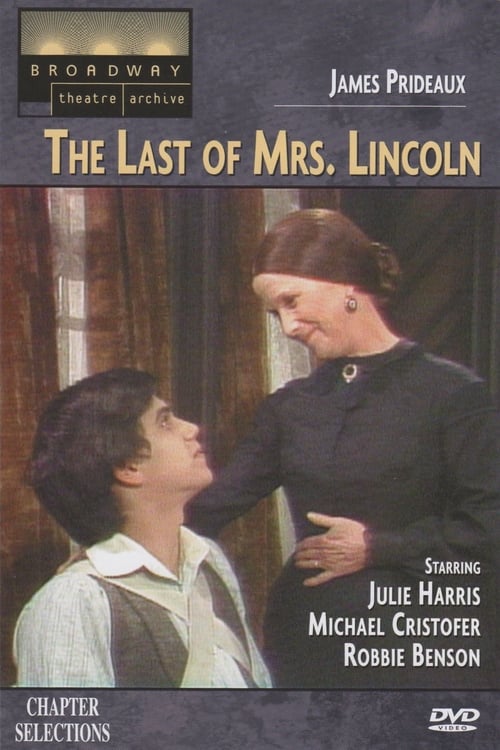 BROADWAY
theatre archive
JAMES PRIDEAUX
THE LAST OF MRS. LINCOLN
STARRING
JULIE HARRIS
MICHAEL CRISTOFER
ROBBIE BENSON
CHAPTER
SELECTIONS
DVD
VIDEO